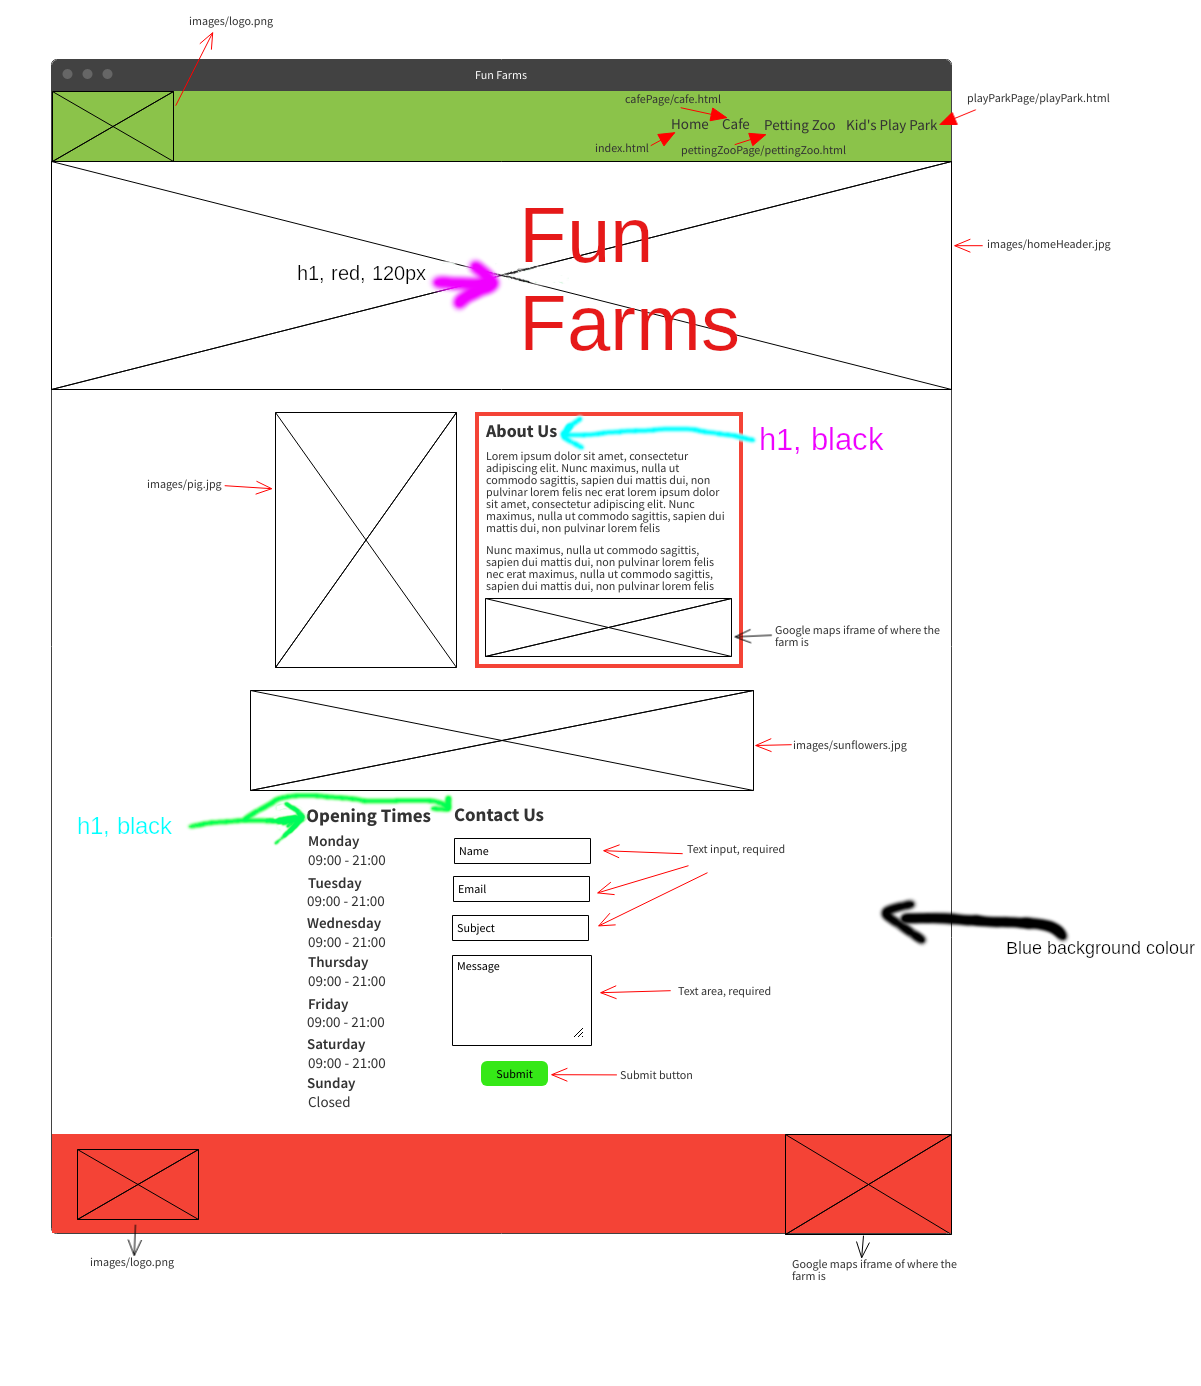 images/logo.png
Fun Farms
cafePage/cafe.html
playParkPage/playPark.html
Home Cafe Petting Zoo Kid's Play Park
index.html
pettingZooPage/pettingZoo.html
Fun
Farms
h1, red, 120px
images/homeHeader.jpg
About Us
h1, black
Lorem ipsum dolor sit amet, consectetur
adipiscing elit. Nunc maximus, nulla ut
commodo sagittis, sapien dui mattis dui, non
pulvinar lorem felis nec erat lorem ipsum dolor
sit amet, consectetur adipiscing elit. Nunc
maximus, nulla ut commodo sagittis, sapien dui
mattis dui, non pulvinar lorem felis
images/pig.jpg
Nunc maximus, nulla ut commodo sagittis,
sapien dui mattis dui, non pulvinar lorem felis
nec erat maximus, nulla ut commodo sagittis,
sapien dui mattis dui, non pulvinar lorem felis
Google maps iframe of where the
farm is
images/sunflowers.jpg
h1, black
Opening Times
Monday
09:00 - 21:00
Tuesday
09:00 - 21:00
Wednesday
09:00 - 21:00
Thursday
09:00 - 21:00
Friday
09:00 - 21:00
Saturday
09:00 - 21:00
Sunday
Closed
Contact Us
Name
Email
Subject
Message
Submit
Text input, required
Text area, required
Submit button
Blue background colour
images/logo.png
Google maps iframe of where the
farm is